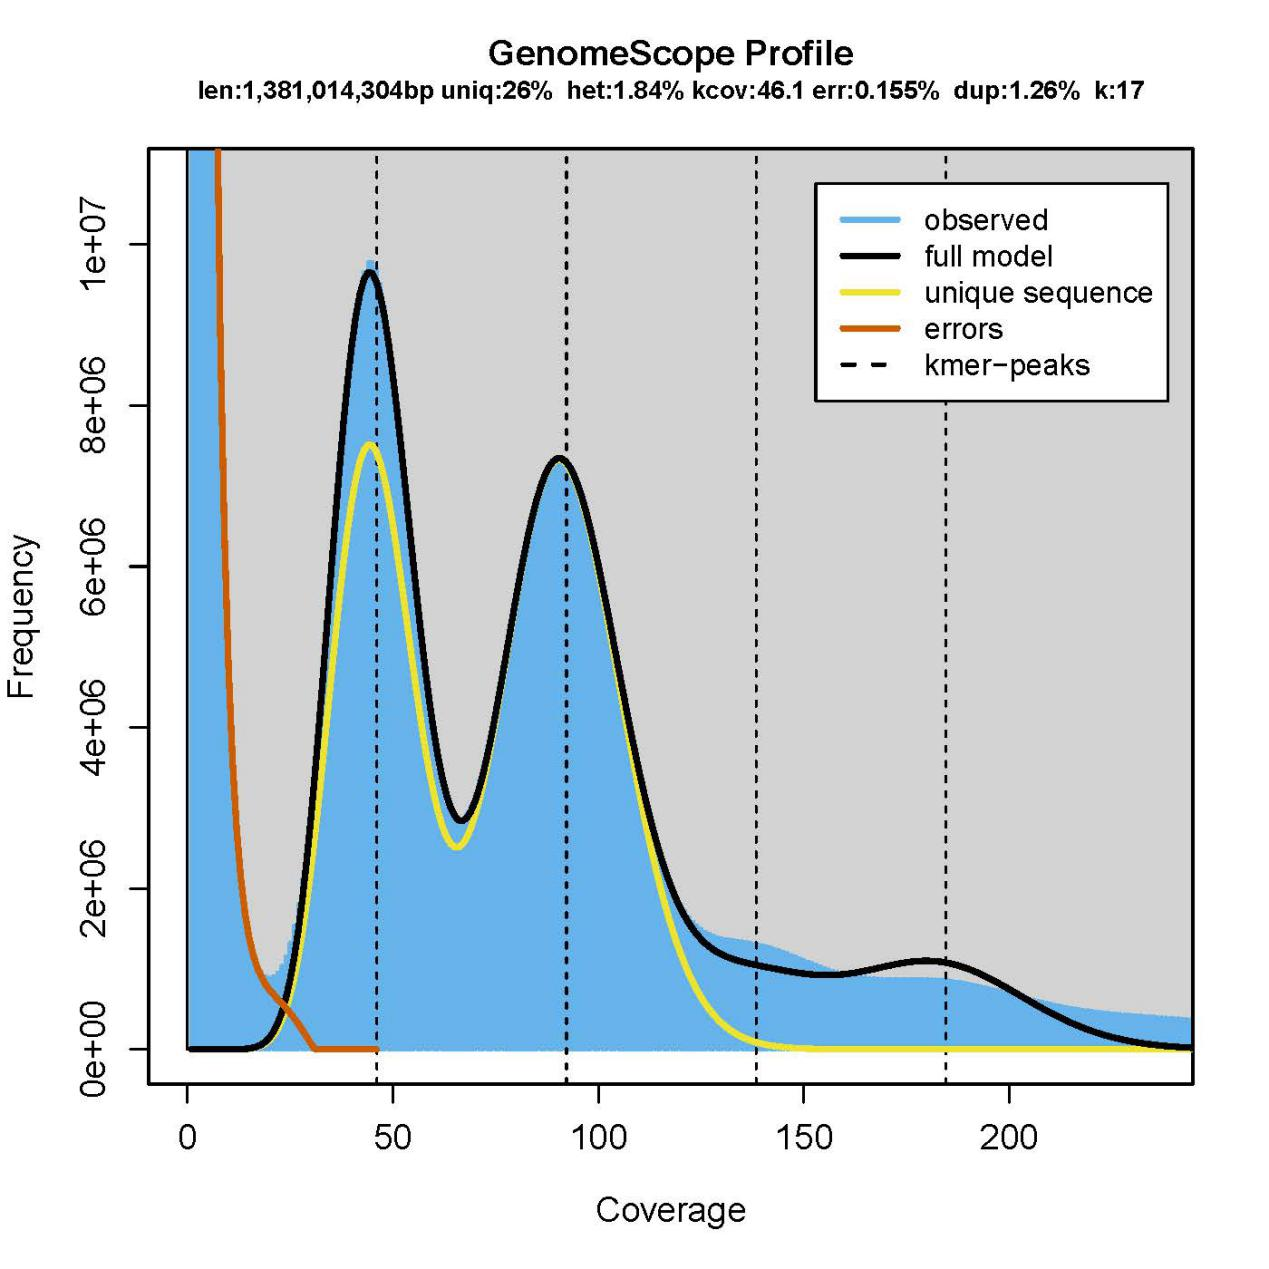 GenomeScope Profile
len:1,381,014,304bp uniq:26% het:1.84% kcov:46.1 err:0.155% dup:1.26% k:17
observed
full model
unique sequence
errors
kmer-peaks
Frequency
1e+07
8e+06
6e+06
4e+06
2e+06
0e+00
0 50 100 150 200
Coverage